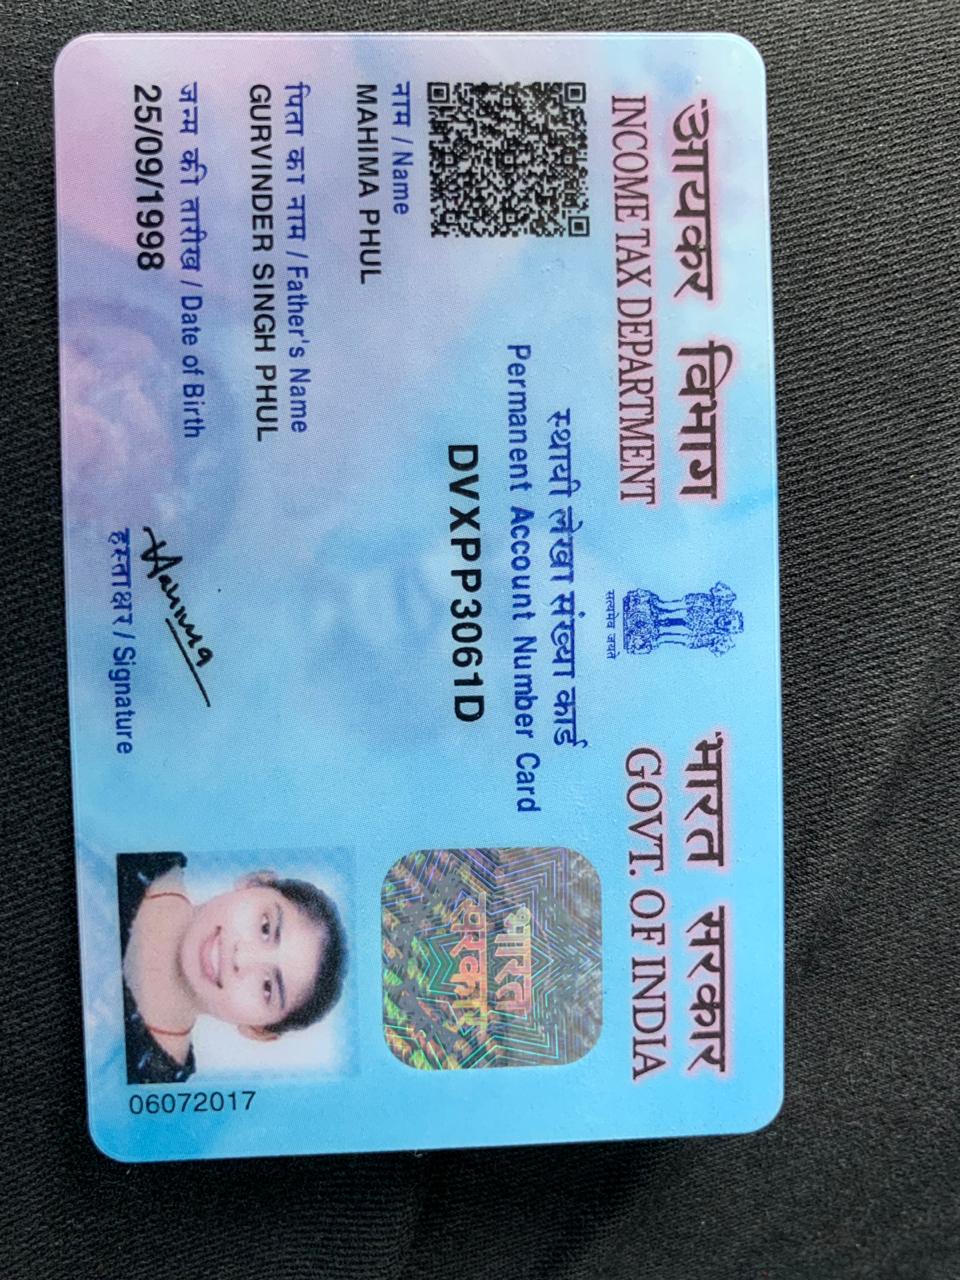 आयकर विभाग
INCOME TAX DEPARTMENT
सत्यमेव जयते
भारत सरकार
GOVT. OF INDIA
स्थायी लेखा संख्या कार्ड
Permanent Account Number Card
DVXPP3061D
नाम / Name
MAHIMA PHUL
पिता का नाम / Father's Name
GURVINDER SINGH PHUL
जन्म की तारीख / Date of Birth
25/09/1998
हस्ताक्षर / Signature
भारत
सरकार
06072017